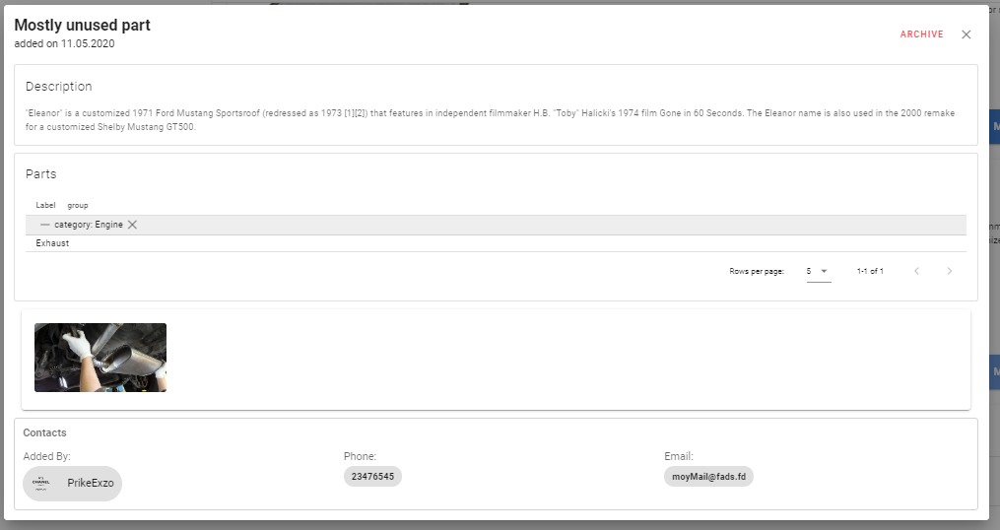 Mostly unused part
added on 11.05.2020
ARCHIVE
Description
"Eleanor" is a customized 1971 Ford Mustang Sportsroof (redressed as 1973 [1][2]) that features in independent filmmaker H.B. "Toby" Halicki's 1974 film Gone in 60 Seconds. The Eleanor name is also used in the 2000 remake
for a customized Shelby Mustang GT500.
Parts
Label group
category: Engine
Exhaust
Rows per page: 5 1-1 of 1
Contacts
Added By: Phone: Email:
CHANEL
PrikeExzo 23476545 moyMail@fads.fd